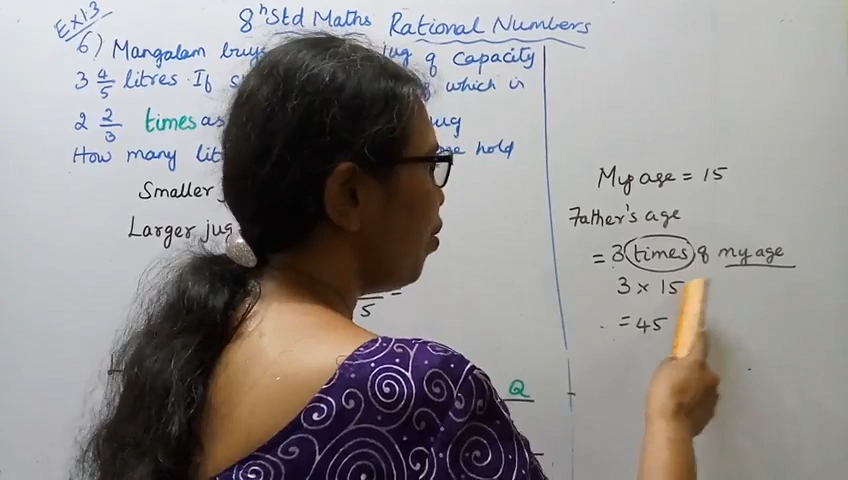 8th Std Maths Rational Numbers
Ex 1.3
6) Mangalam buys jug of capacity
3 4/5 litres. If which is
2 2/3 times as jug
How many hold
Smaller
Larger jug
5 =
Q
My age = 15
Father's age
= 3 times of my age
3 × 15
= 45